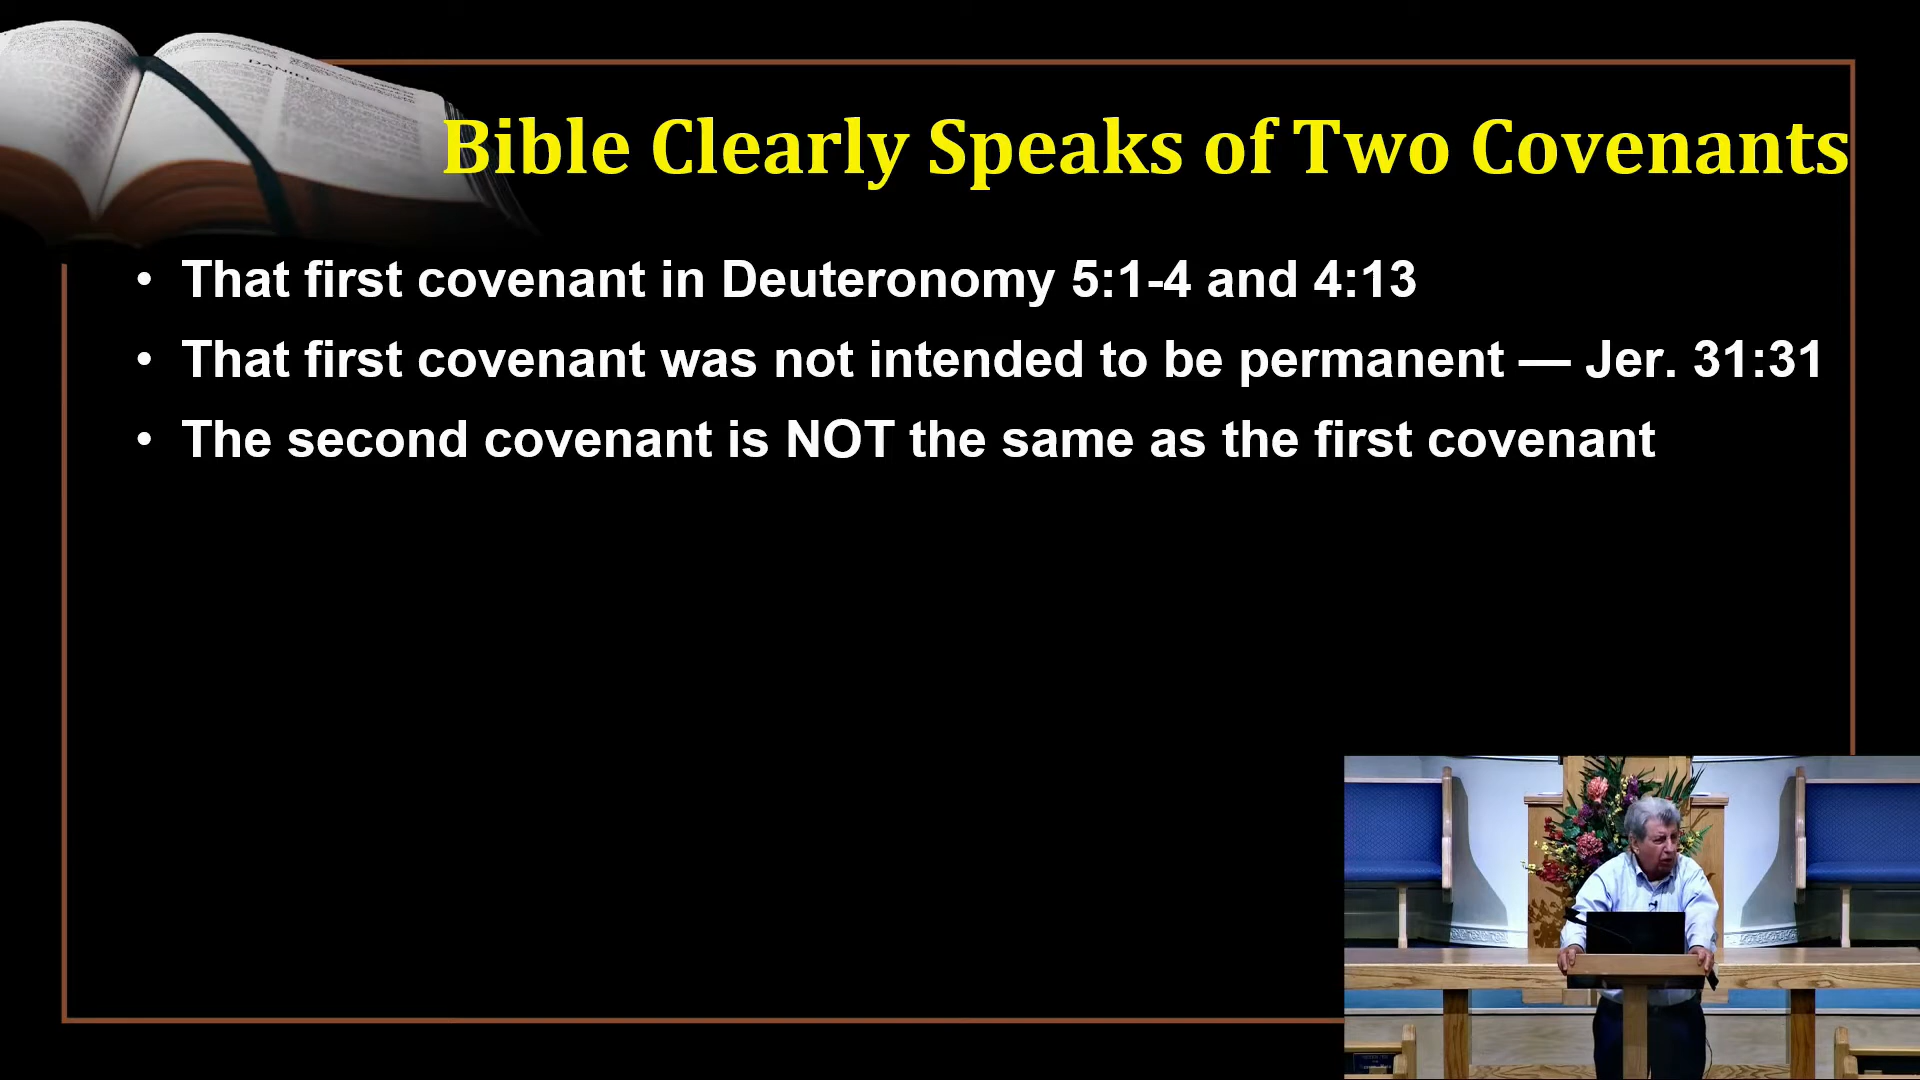 DANIEL
Bible Clearly Speaks of Two Covenants
• That first covenant in Deuteronomy 5:1-4 and 4:13
• That first covenant was not intended to be permanent — Jer. 31:31
• The second covenant is NOT the same as the first covenant